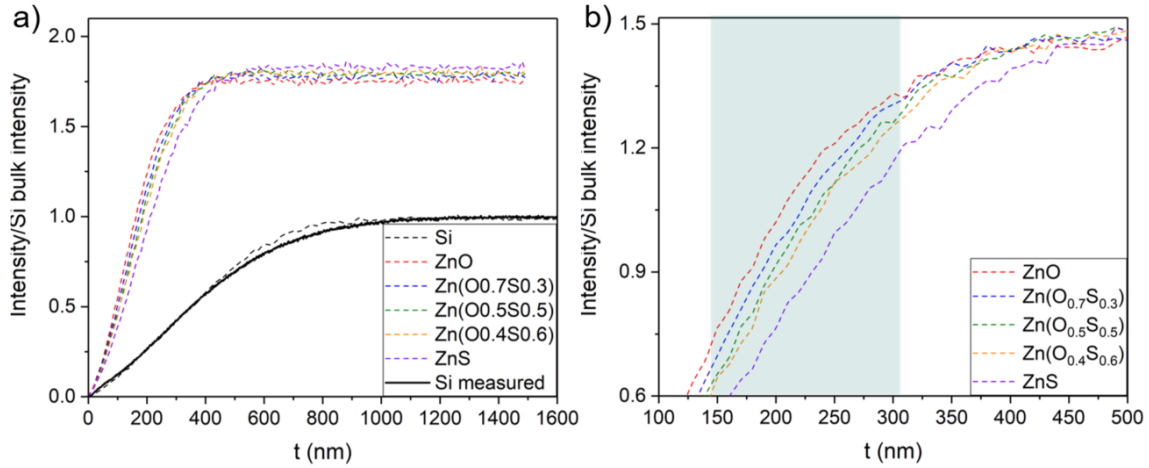 a)
Intensity/Si bulk intensity
2.0
1.5
1.0
0.5
0.0
0 200 400 600 800 1000 1200 1400 1600
t (nm)
Si
ZnO
Zn(O0.7S0.3)
Zn(O0.5S0.5)
Zn(O0.4S0.6)
ZnS
Si measured
b)
Intensity/Si bulk intensity
1.5
1.2
0.9
0.6
100 150 200 250 300 350 400 450 500
t (nm)
ZnO
Zn(O0.7S0.3)
Zn(O0.5S0.5)
Zn(O0.4S0.6)
ZnS